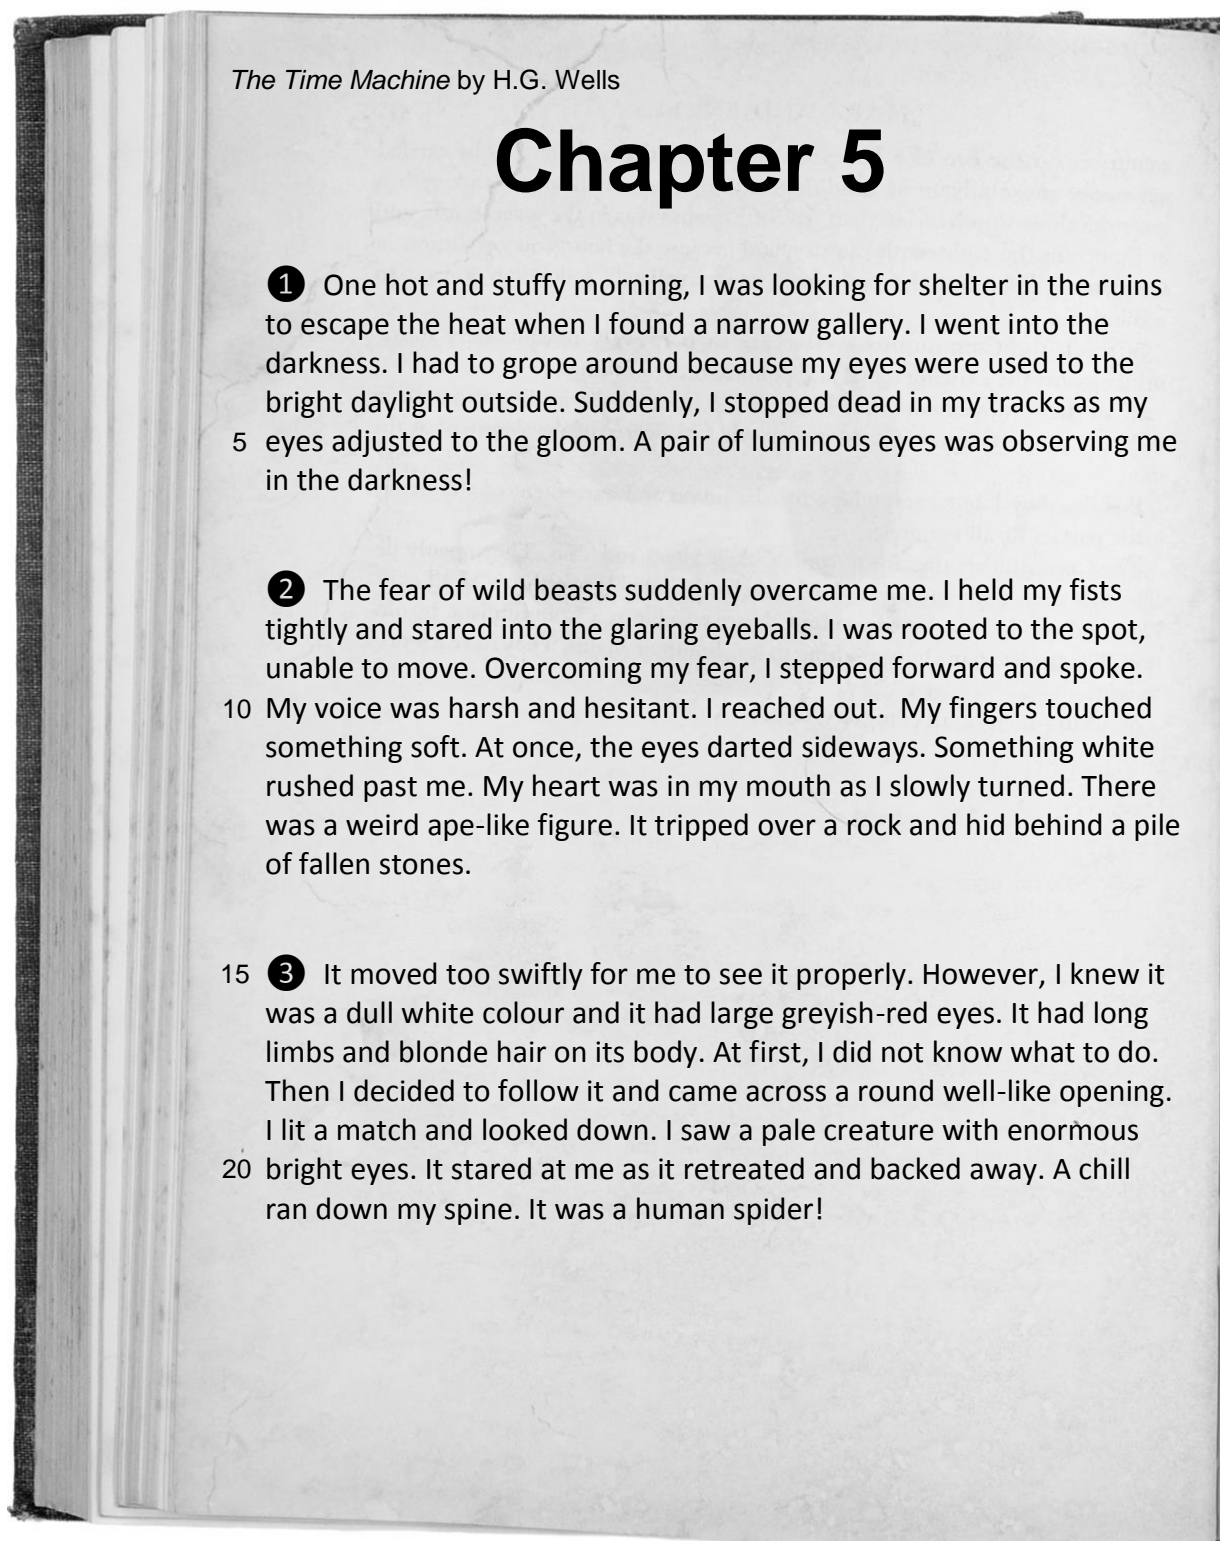 The Time Machine by H.G. Wells
Chapter 5
❶ One hot and stuffy morning, I was looking for shelter in the ruins
to escape the heat when I found a narrow gallery. I went into the
darkness. I had to grope around because my eyes were used to the
bright daylight outside. Suddenly, I stopped dead in my tracks as my
5 eyes adjusted to the gloom. A pair of luminous eyes was observing me
in the darkness!
❷ The fear of wild beasts suddenly overcame me. I held my fists
tightly and stared into the glaring eyeballs. I was rooted to the spot,
unable to move. Overcoming my fear, I stepped forward and spoke.
10 My voice was harsh and hesitant. I reached out.  My fingers touched
something soft. At once, the eyes darted sideways. Something white
rushed past me. My heart was in my mouth as I slowly turned. There
was a weird ape-like figure. It tripped over a rock and hid behind a pile
of fallen stones.
15 ❸ It moved too swiftly for me to see it properly. However, I knew it
was a dull white colour and it had large greyish-red eyes. It had long
limbs and blonde hair on its body. At first, I did not know what to do.
Then I decided to follow it and came across a round well-like opening.
I lit a match and looked down. I saw a pale creature with enormous
20 bright eyes. It stared at me as it retreated and backed away. A chill
ran down my spine. It was a human spider!